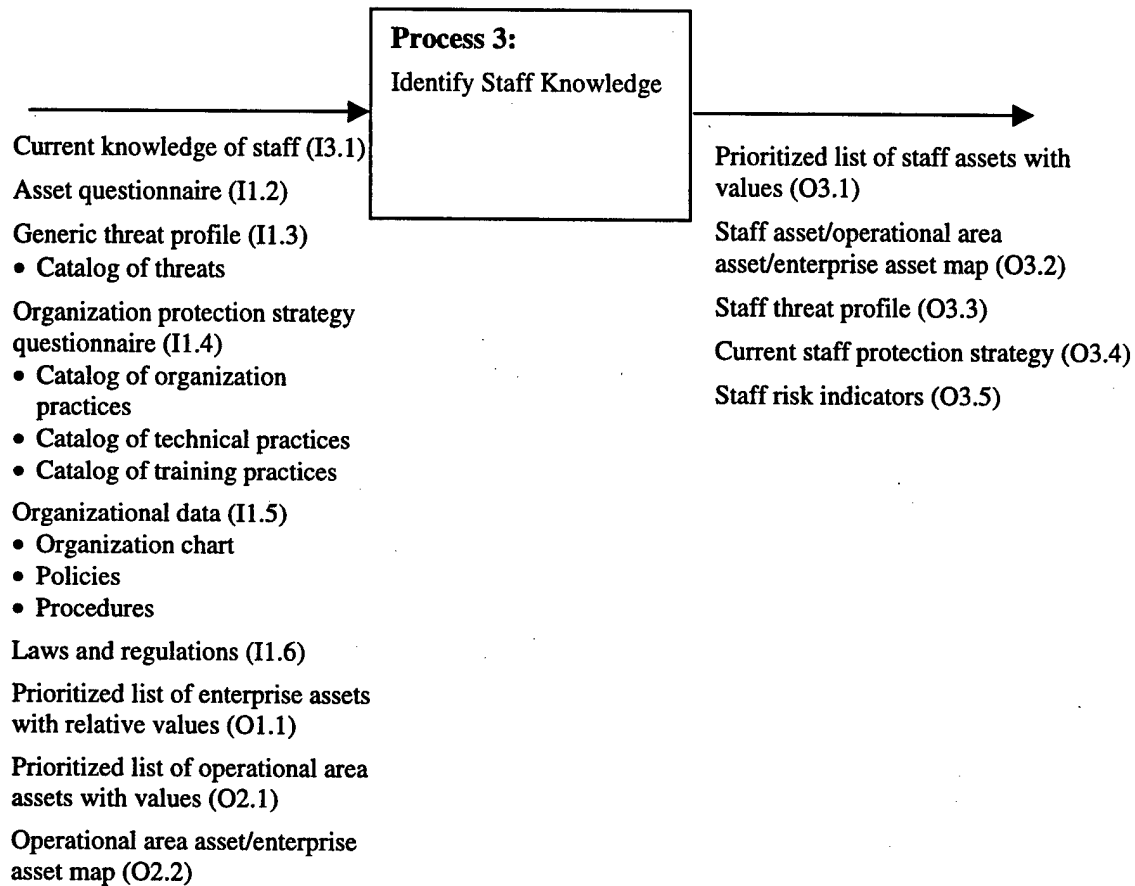 Process 3:
Identify Staff Knowledge
Current knowledge of staff (I3.1)
Asset questionnaire (I1.2)
Generic threat profile (I1.3)
• Catalog of threats
Organization protection strategy
questionnaire (I1.4)
• Catalog of organization
practices
• Catalog of technical practices
• Catalog of training practices
Organizational data (I1.5)
• Organization chart
• Policies
• Procedures
Laws and regulations (I1.6)
Prioritized list of enterprise assets
with relative values (O1.1)
Prioritized list of operational area
assets with values (O2.1)
Operational area asset/enterprise
asset map (O2.2)
Prioritized list of staff assets with
values (O3.1)
Staff asset/operational area
asset/enterprise asset map (O3.2)
Staff threat profile (O3.3)
Current staff protection strategy (O3.4)
Staff risk indicators (O3.5)